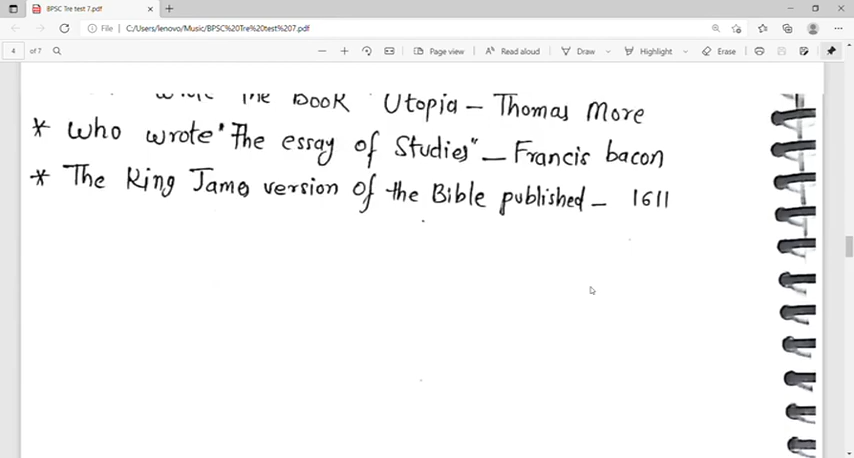 BPSC Tre test 7.pdf
File | C:/Users/lenovo/Music/BPSC%20Tre%20test%207.pdf
4 of 7 Page view Read aloud Draw Highlight Erase
wrote the Book "Utopia - Thomas More
* Who wrote "The essay of Studies" - Francis bacon
* The King James version of the Bible published - 1611